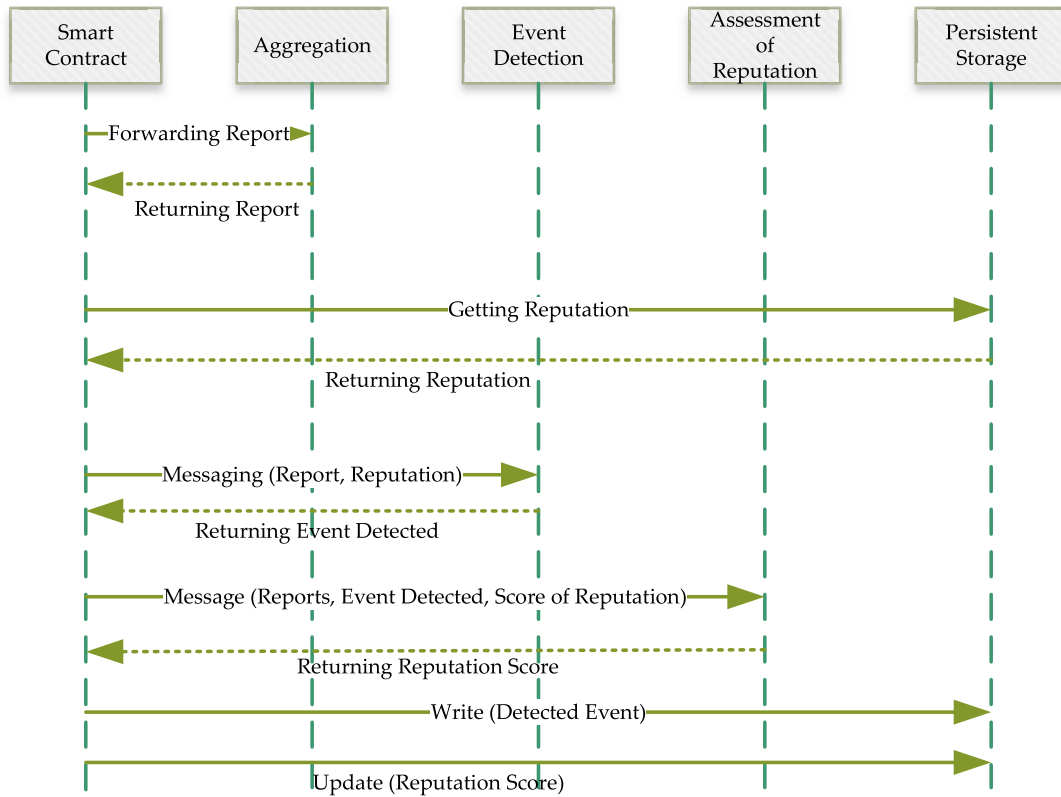 Smart
Contract
Aggregation
Event
Detection
Assessment
of
Reputation
Persistent
Storage
Forwarding Report
Returning Report
Getting Reputation
Returning Reputation
Messaging (Report, Reputation)
Returning Event Detected
Message (Reports, Event Detected, Score of Reputation)
Returning Reputation Score
Write (Detected Event)
Update (Reputation Score)